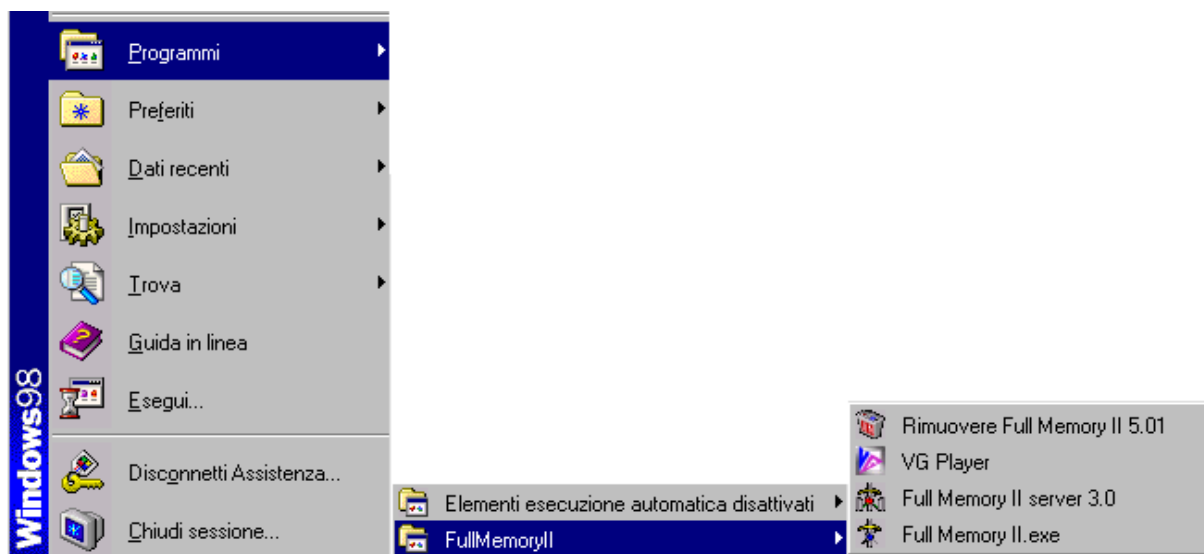 Programmi
Preferiti
Dati recenti
Impostazioni
Trova
Guida in linea
Esegui...
Disconnetti Assistenza...
Chiudi sessione...
Windows98
Elementi esecuzione automatica disattivati
FullMemoryII
Rimuovere Full Memory II 5.01
VG Player
Full Memory II server 3.0
Full Memory II.exe